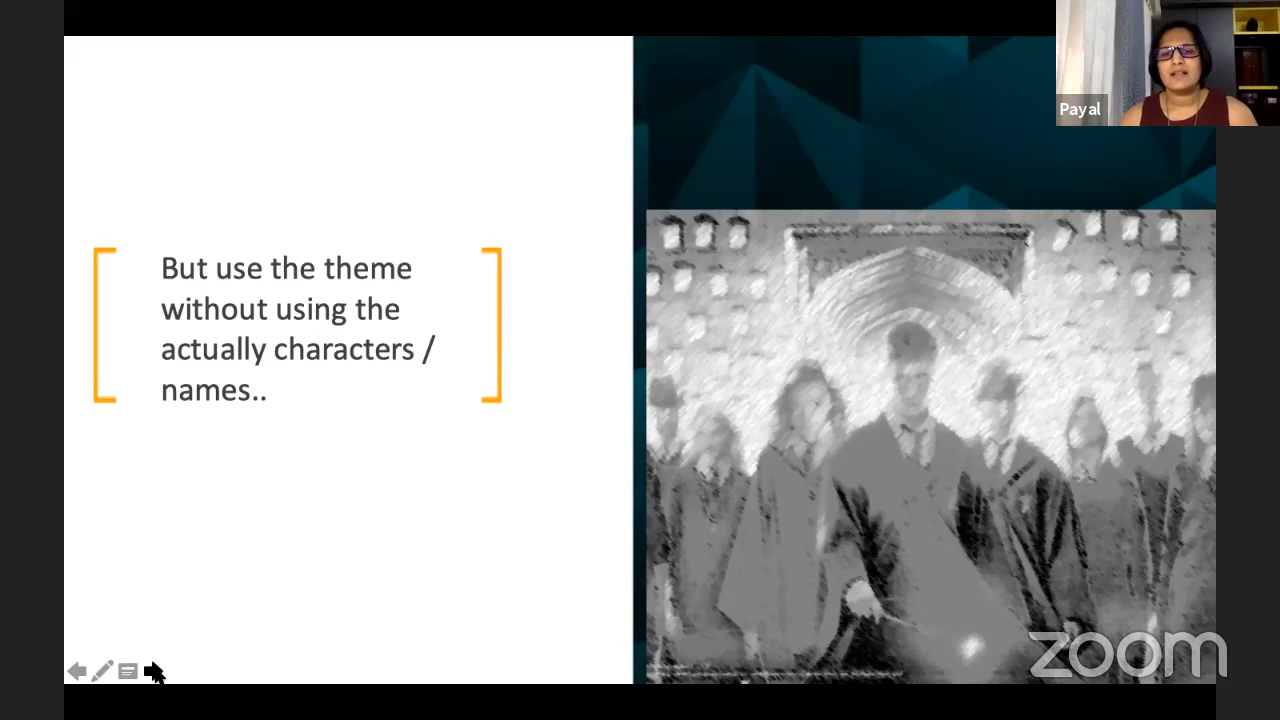 But use the theme
without using the
actually characters /
names..
Payal
zoom